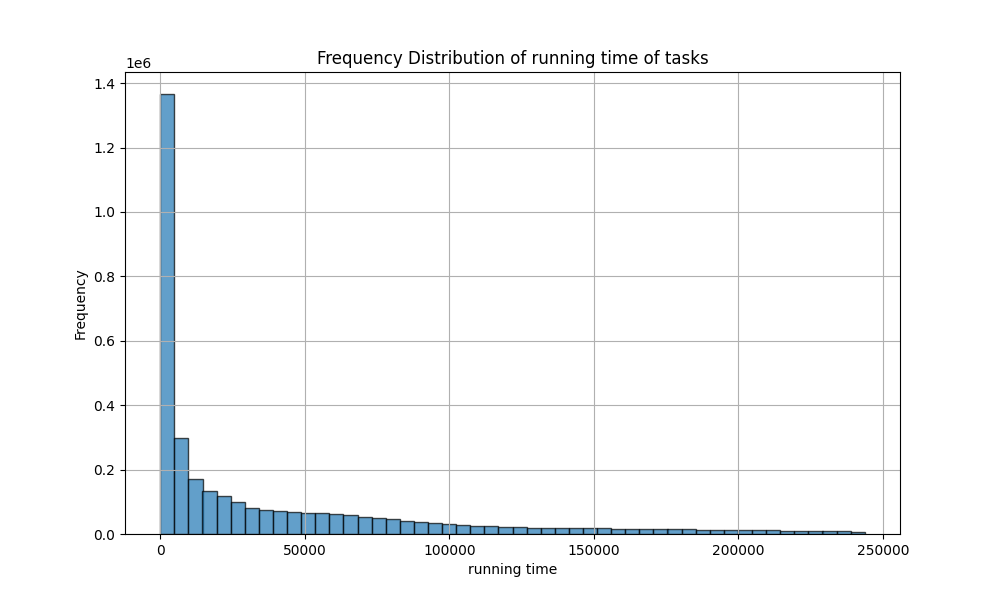 Frequency Distribution of running time of tasks
1e6
1.4
1.2
1.0
0.8
0.6
0.4
0.2
0.0
Frequency
0 50000 100000 150000 200000 250000
running time